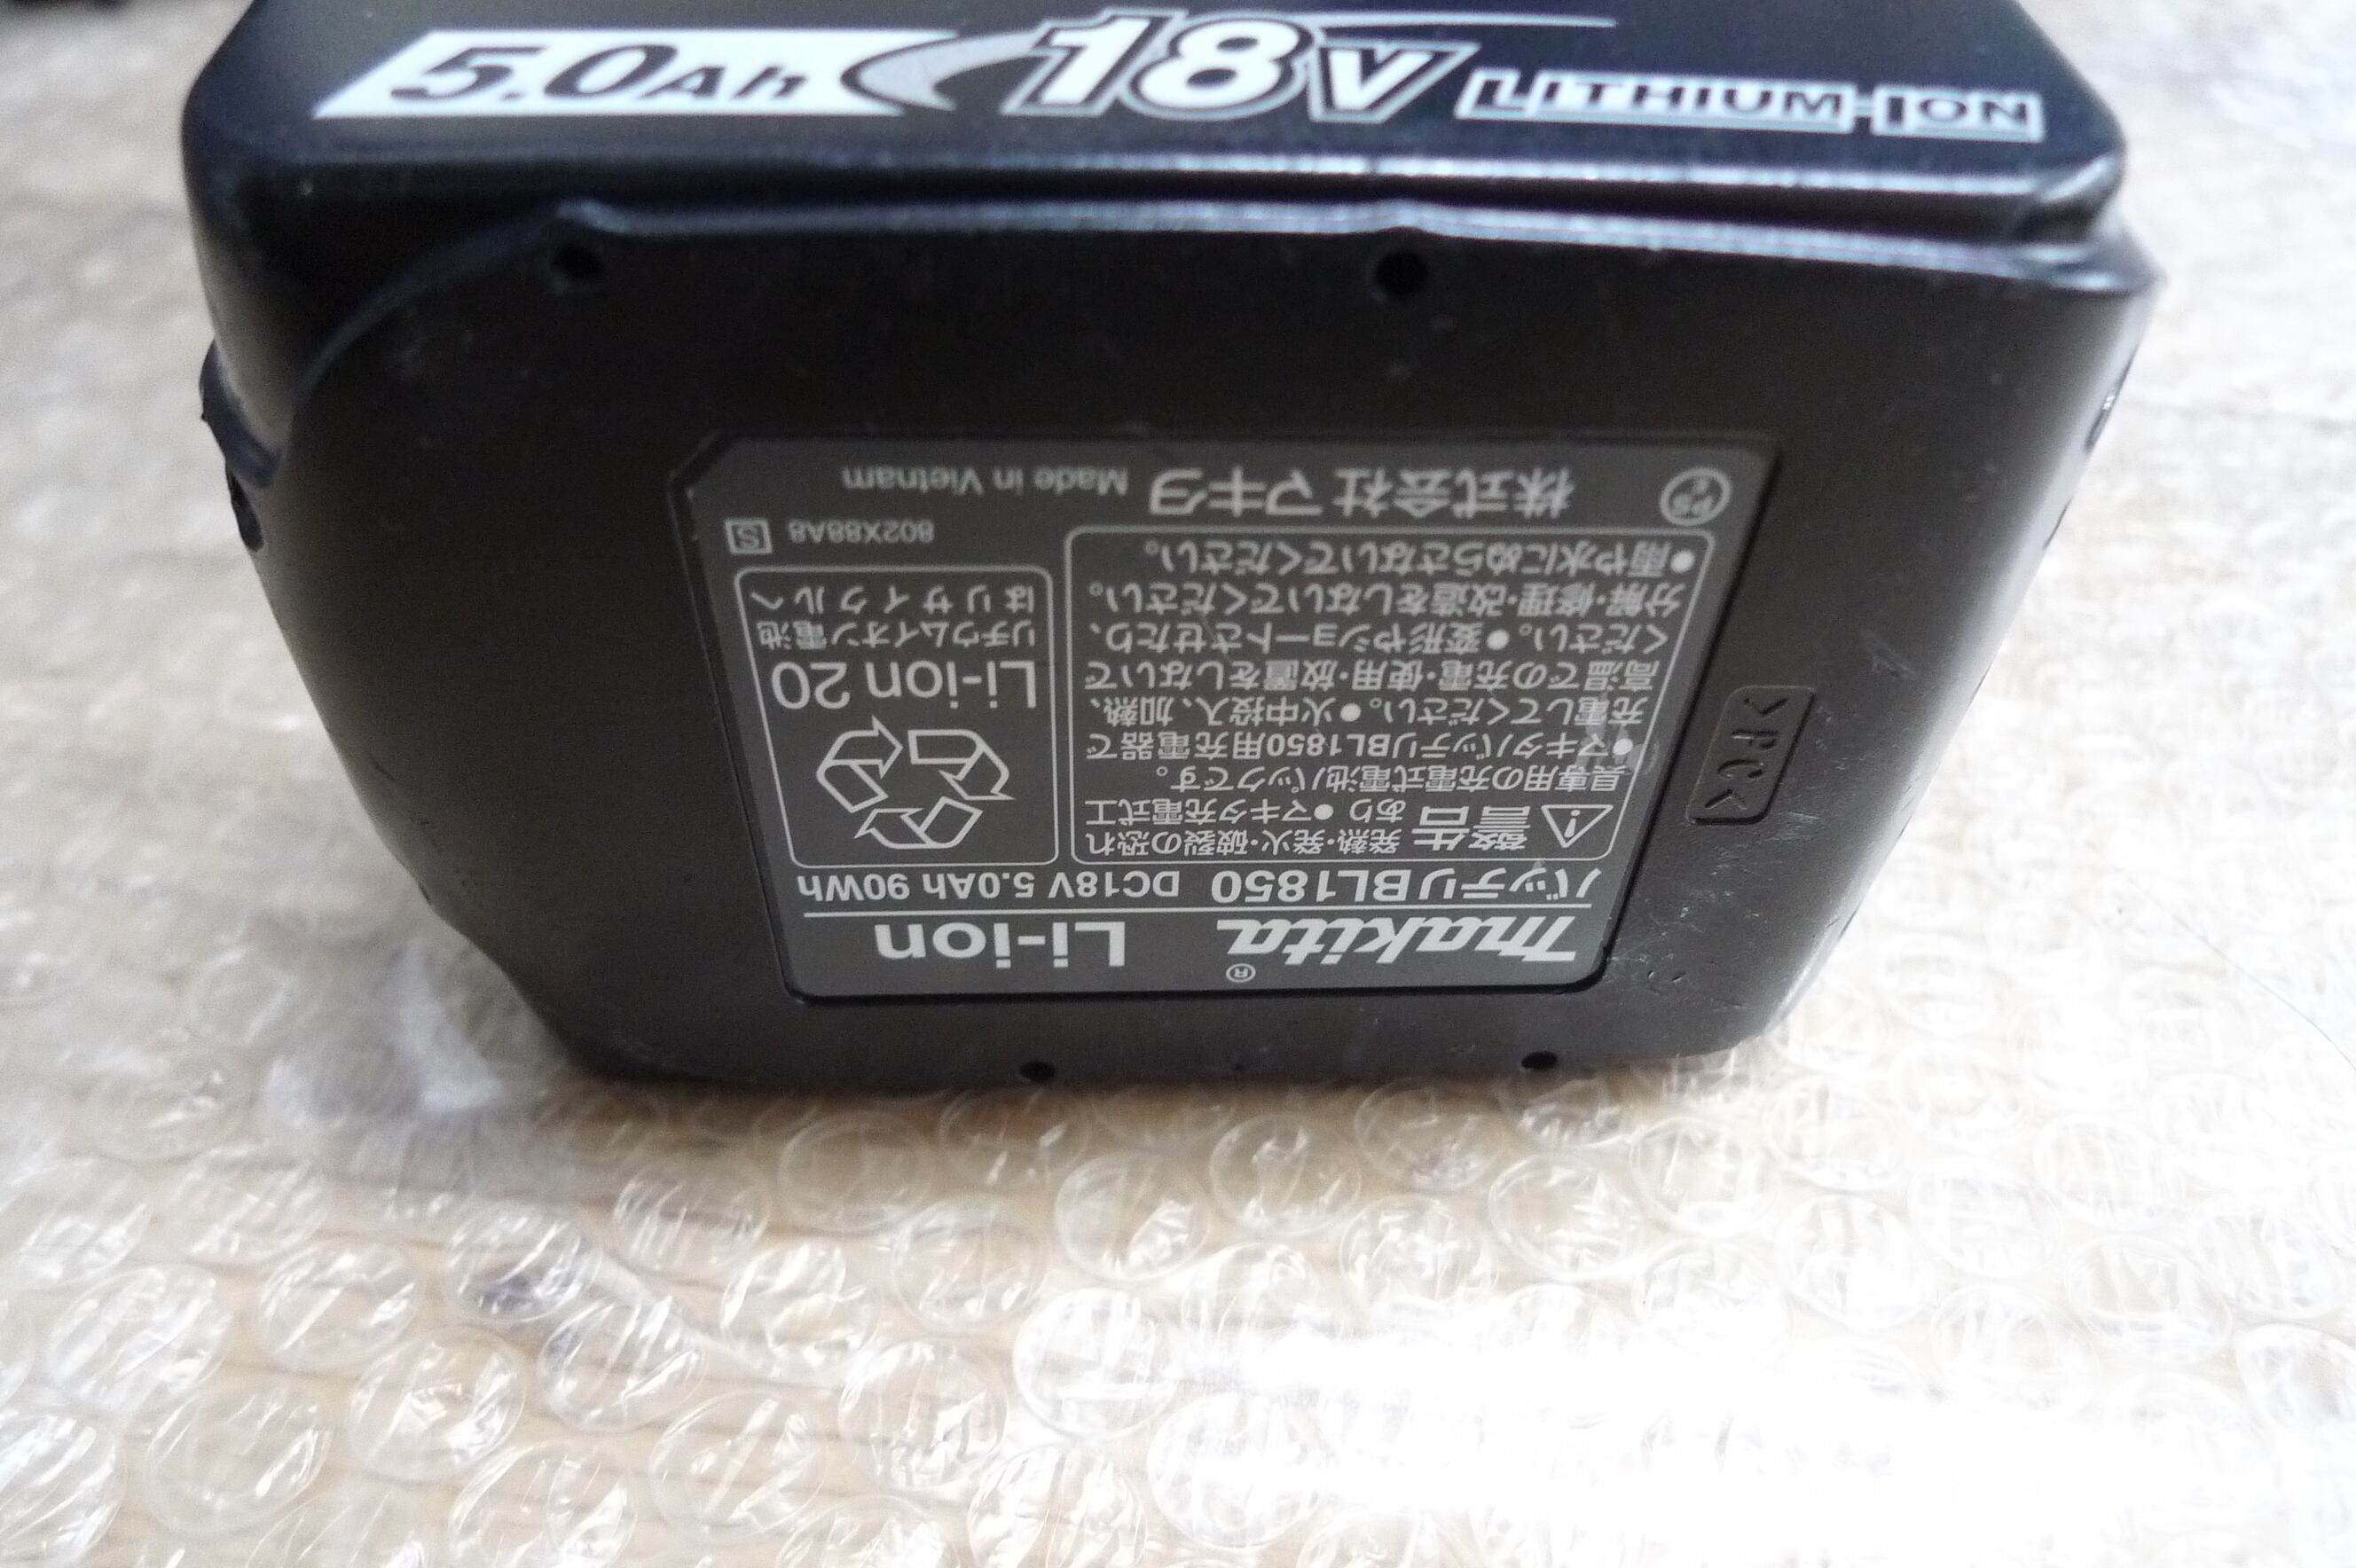 5.0Ah 18V LITHIUM-ION
makita® Li-ion
バッテリBL1850 DC18V 5.0Ah 90Wh
警告 発熱・発火・破裂の恐れ
あり ●マキタ充電式工
具専用の充電式電池パックです。
●マキタバッテリBL1850用充電器で
充電してください。●火中投入、加熱、
高温での充電・使用・放置をしないで
ください。●変形やショートさせたり、
分解・修理・改造をしないでください。
●雨や水にぬらさないでください。
Li-ion 20
リチウムイオン電池
はリサイクルへ
802X88A8 S
PS E 株式会社マキタ Made in Vietnam
>PC<